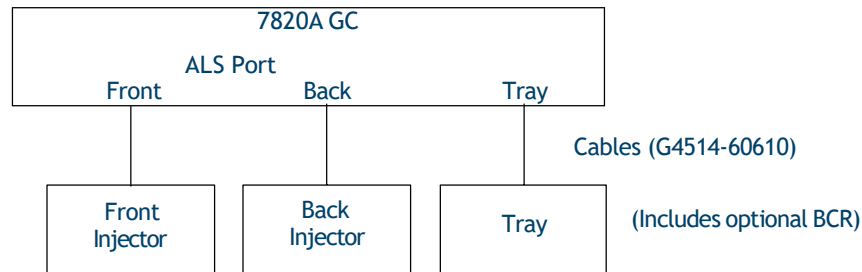 7820A GC
ALS Port
Front Back Tray
Cables (G4514-60610)
Front
Injector
Back
Injector
Tray
(Includes optional BCR)